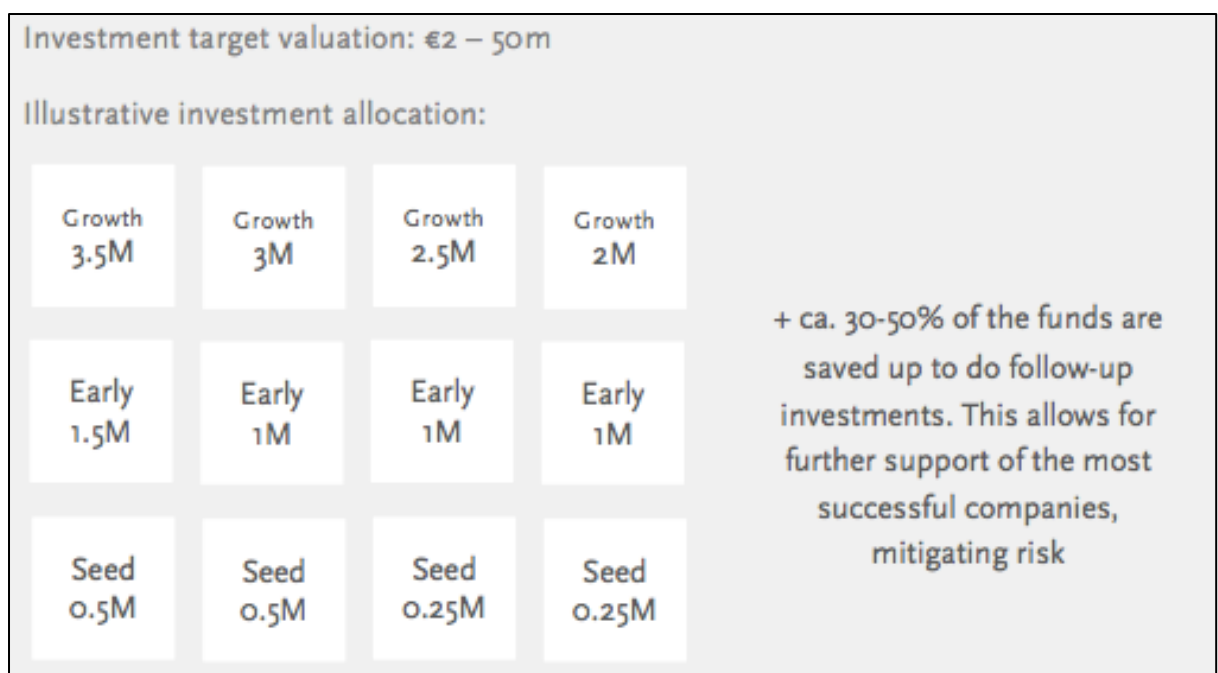 Investment target valuation: €2 – 50m
Illustrative investment allocation:
Growth
3.5M
Growth
3M
Growth
2.5M
Growth
2M
Early
1.5M
Early
1M
Early
1M
Early
1M
Seed
0.5M
Seed
0.5M
Seed
0.25M
Seed
0.25M
+ ca. 30-50% of the funds are
saved up to do follow-up
investments. This allows for
further support of the most
successful companies,
mitigating risk